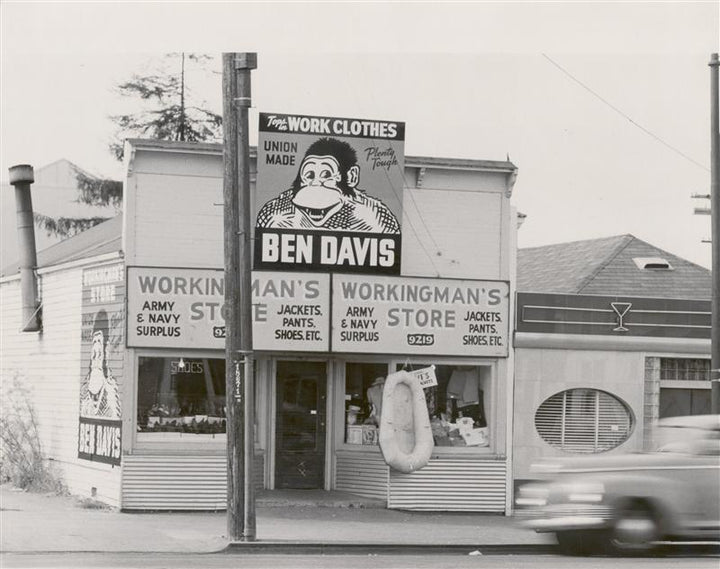 Tops in WORK CLOTHES
UNION MADE
Plenty Tough
BEN DAVIS
WORKINGMAN'S STORE
ARMY & NAVY SURPLUS
JACKETS, PANTS, SHOES, ETC.
WORKINGMAN'S STORE
ARMY & NAVY SURPLUS
9219
JACKETS, PANTS, SHOES, ETC.
STORE
BEN DAVIS
SHOES